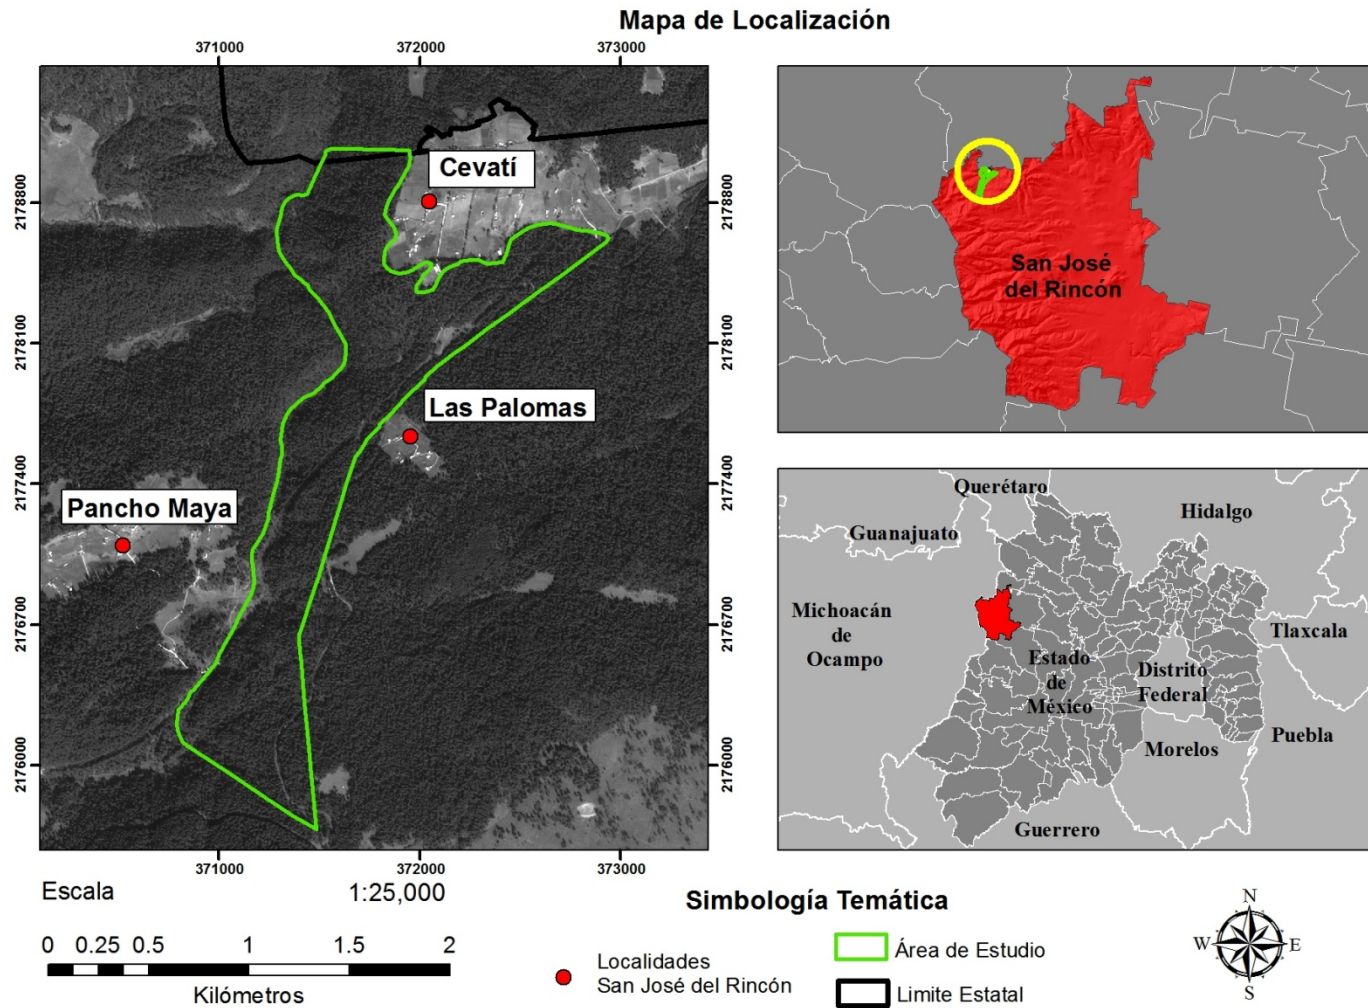 Mapa de Localización
371000
372000
373000
2178800
2178100
2177400
2176700
2176000
Cevatí
Las Palomas
Pancho Maya
2178800
2178100
2177400
2176700
2176000
371000
372000
373000
San José
del Rincón
Querétaro
Hidalgo
Guanajuato
Michoacán
de
Ocampo
Tlaxcala
Estado
de
México
Distrito
Federal
Morelos
Puebla
Guerrero
Escala 1:25,000
0 0.25 0.5 1 1.5 2
Kilómetros
Simbología Temática
Localidades
San José del Rincón
Área de Estudio
Limite Estatal
N
W E
S